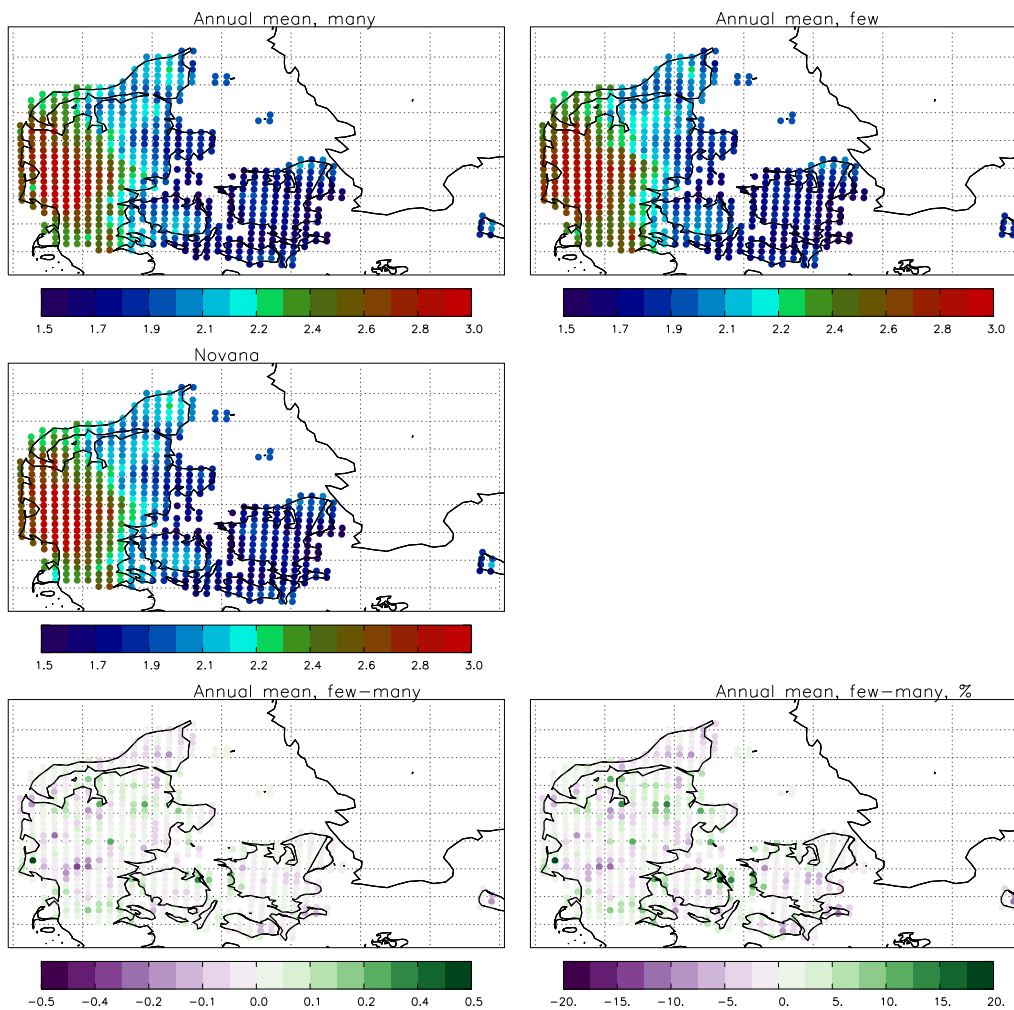 Annual mean, many
Annual mean, few
1.5 1.7 1.9 2.1 2.2 2.4 2.6 2.8 3.0
1.5 1.7 1.9 2.1 2.2 2.4 2.6 2.8 3.0
Novana
1.5 1.7 1.9 2.1 2.2 2.4 2.6 2.8 3.0
Annual mean, few-many
Annual mean, few-many, %
-0.5 -0.4 -0.2 -0.1 0.0 0.1 0.2 0.4 0.5
-20. -15. -10. -5. 0. 5. 10. 15. 20.